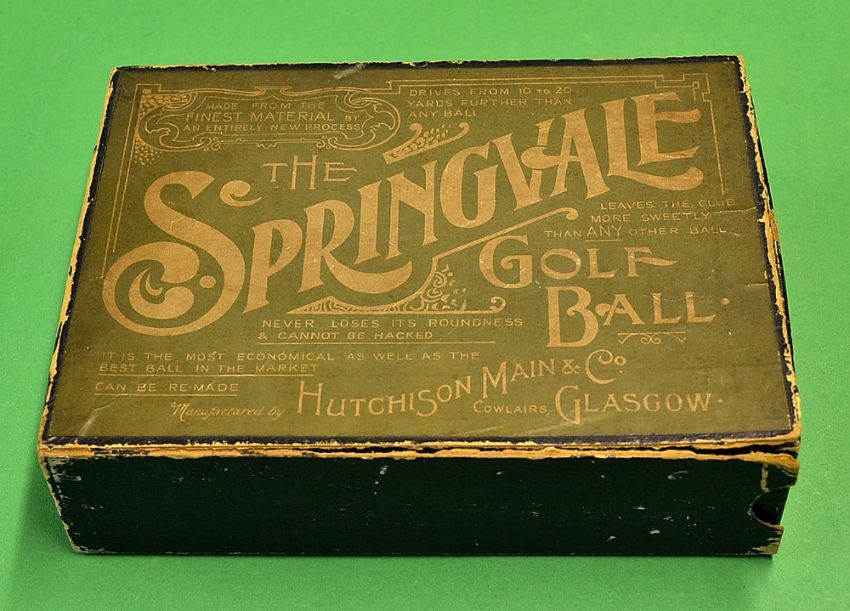 MADE FROM THE
FINEST MATERIAL BY
AN ENTIRELY NEW PROCESS
DRIVES FROM 10 TO 20
YARDS FURTHER THAN
ANY BALL
THE
SPRINGVALE
LEAVES THE CLUB
MORE SWEETLY
THAN ANY OTHER BALL
GOLF
BALL.
NEVER LOSES ITS ROUNDNESS
& CANNOT BE HACKED
IT IS THE MOST ECONOMICAL AS WELL AS THE
BEST BALL IN THE MARKET
CAN BE RE-MADE
Manufactured by HUTCHISON MAIN & Co
COWLAIRS, GLASGOW.